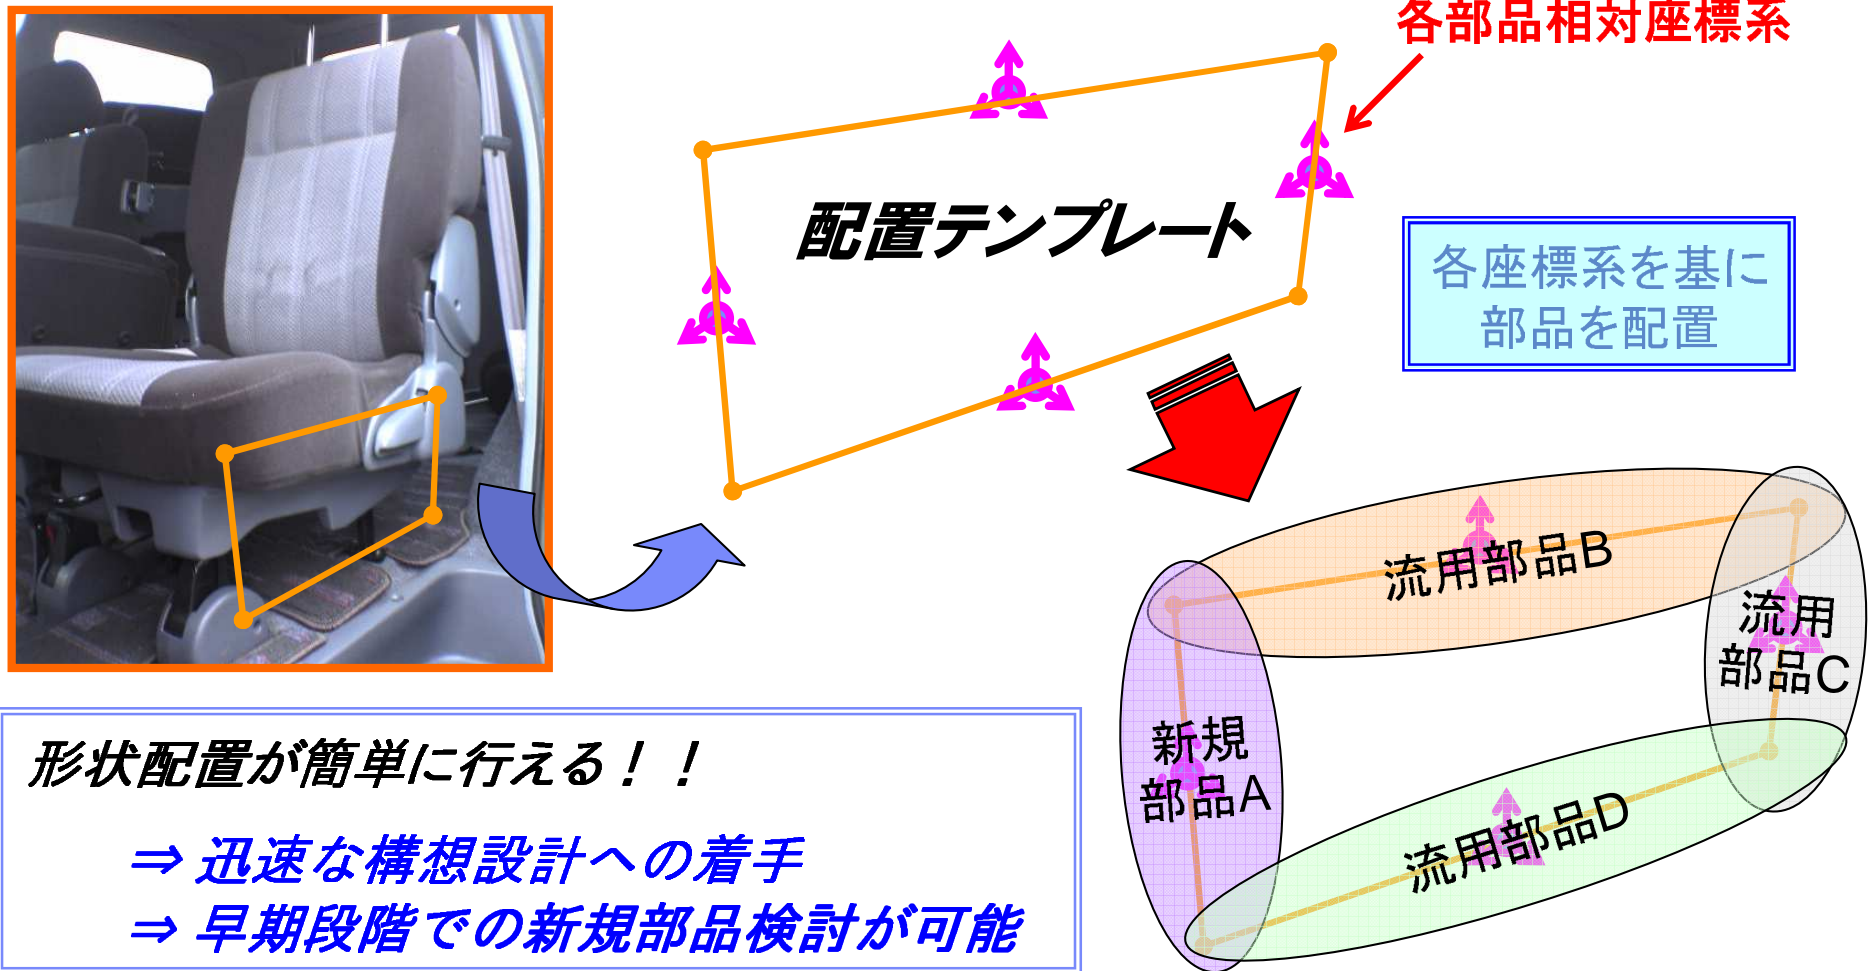 各部品相対座標系
配置テンプレート
各座標系を基に
部品を配置
流用部品B
流用
部品C
新規
部品A
流用部品D
形状配置が簡単に行える！！
⇒ 迅速な構想設計への着手
⇒ 早期段階での新規部品検討が可能